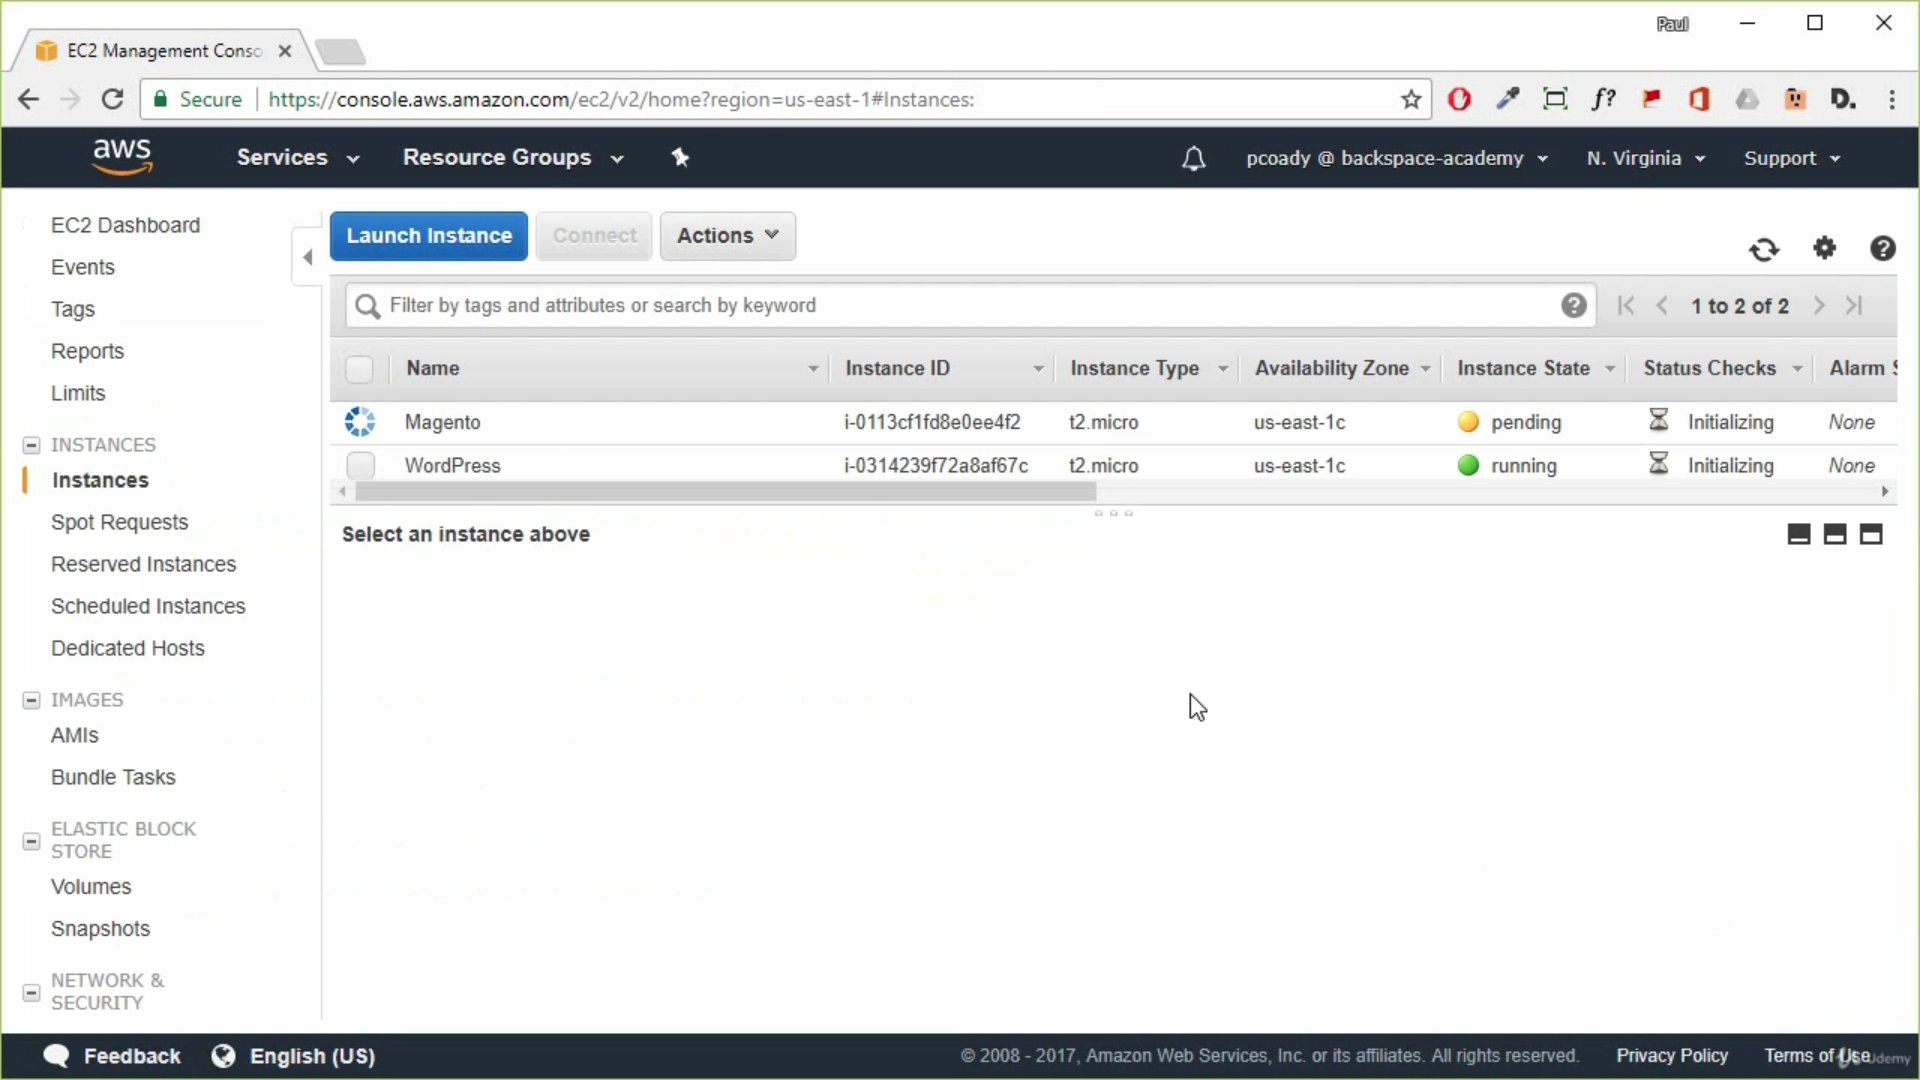 Paul
EC2 Management Conso
Secure https://console.aws.amazon.com/ec2/v2/home?region=us-east-1#Instances:
f? D.
aws Services Resource Groups pcoady @ backspace-academy N. Virginia Support
EC2 Dashboard
Events
Tags
Reports
Limits
INSTANCES
Instances
Spot Requests
Reserved Instances
Scheduled Instances
Dedicated Hosts
IMAGES
AMIs
Bundle Tasks
ELASTIC BLOCK
STORE
Volumes
Snapshots
NETWORK &
SECURITY
Launch Instance Connect Actions
Filter by tags and attributes or search by keyword
1 to 2 of 2
Name Instance ID Instance Type Availability Zone Instance State Status Checks Alarm S
Magento i-0113cf1fd8e0ee4f2 t2.micro us-east-1c pending Initializing None
WordPress i-0314239f72a8af67c t2.micro us-east-1c running Initializing None
Select an instance above
Feedback English (US) © 2008 - 2017, Amazon Web Services, Inc. or its affiliates. All rights reserved. Privacy Policy Terms of Use
Udemy